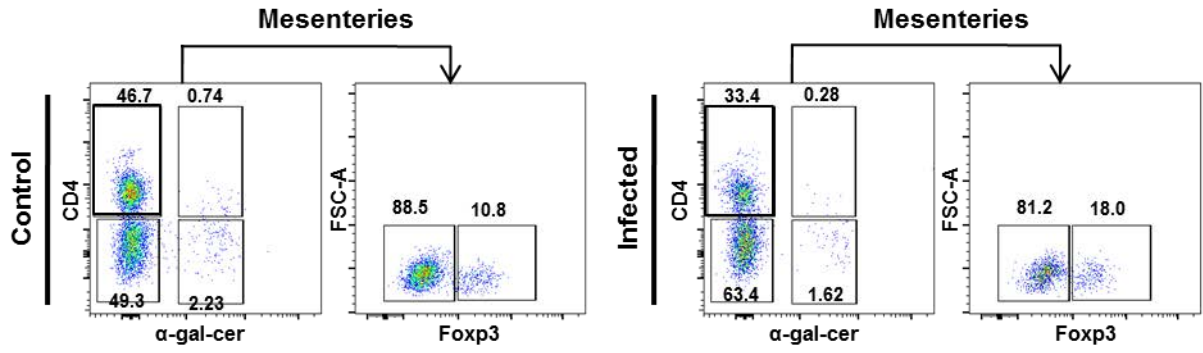 Mesenteries
Mesenteries
Control
CD4
46.7
0.74
49.3
2.23
α-gal-cer
FSC-A
88.5
10.8
Foxp3
Infected
CD4
33.4
0.28
63.4
1.62
α-gal-cer
FSC-A
81.2
18.0
Foxp3